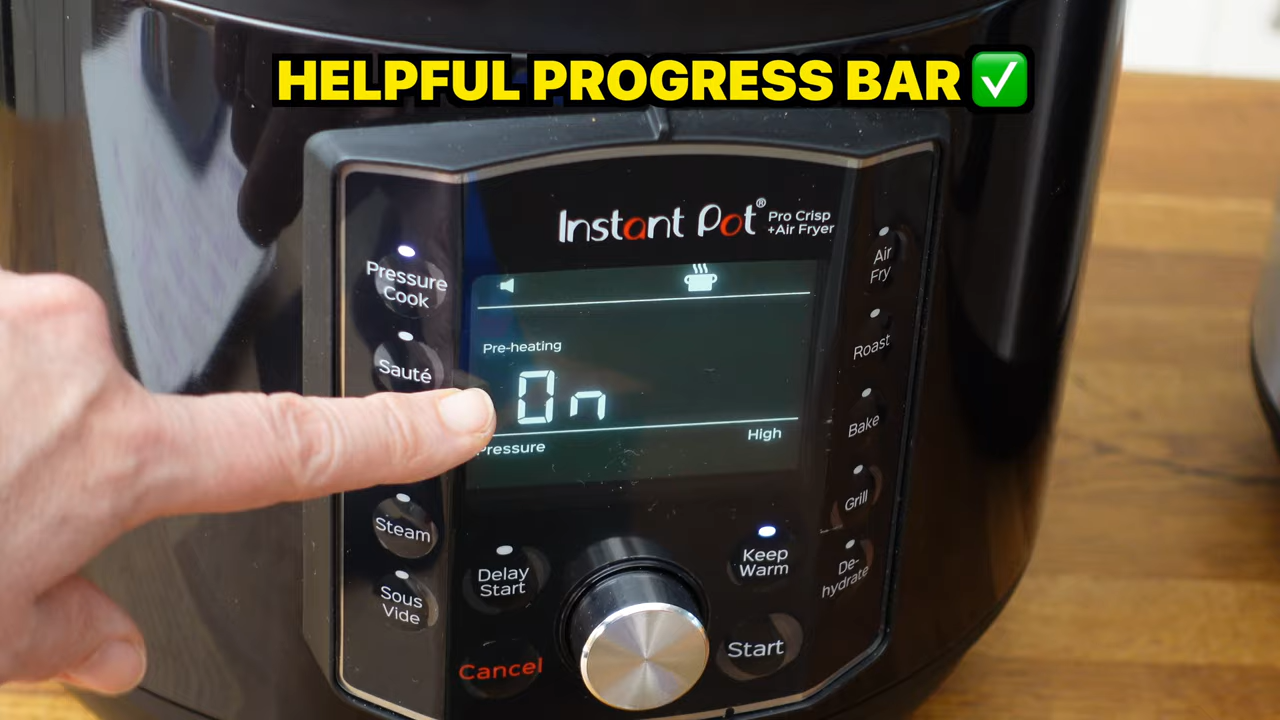 HELPFUL PROGRESS BAR ✅
Instant Pot®
Pro Crisp
+Air Fryer
Pressure
Cook
Sauté
Steam
Sous
Vide
Pre-heating
On
Pressure
High
Delay
Start
Cancel
Keep
Warm
Start
Air
Fry
Roast
Bake
Grill
De-
hydrate